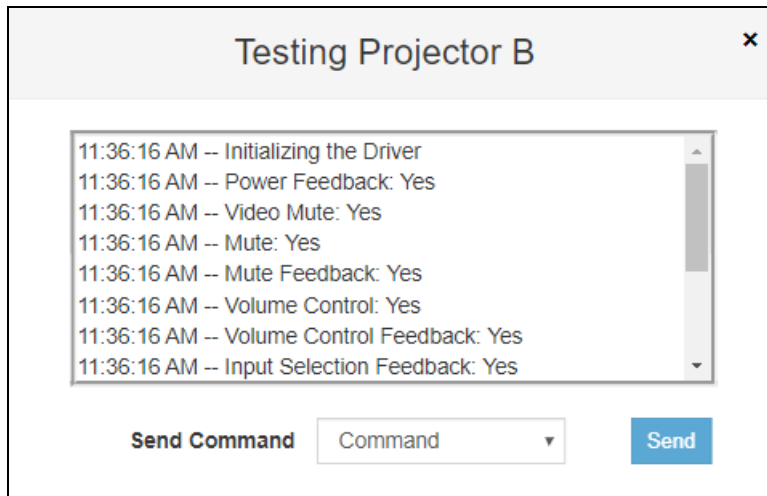 Testing Projector B
×
11:36:16 AM -- Initializing the Driver
11:36:16 AM -- Power Feedback: Yes
11:36:16 AM -- Video Mute: Yes
11:36:16 AM -- Mute: Yes
11:36:16 AM -- Mute Feedback: Yes
11:36:16 AM -- Volume Control: Yes
11:36:16 AM -- Volume Control Feedback: Yes
11:36:16 AM -- Input Selection Feedback: Yes
Send Command Command Send